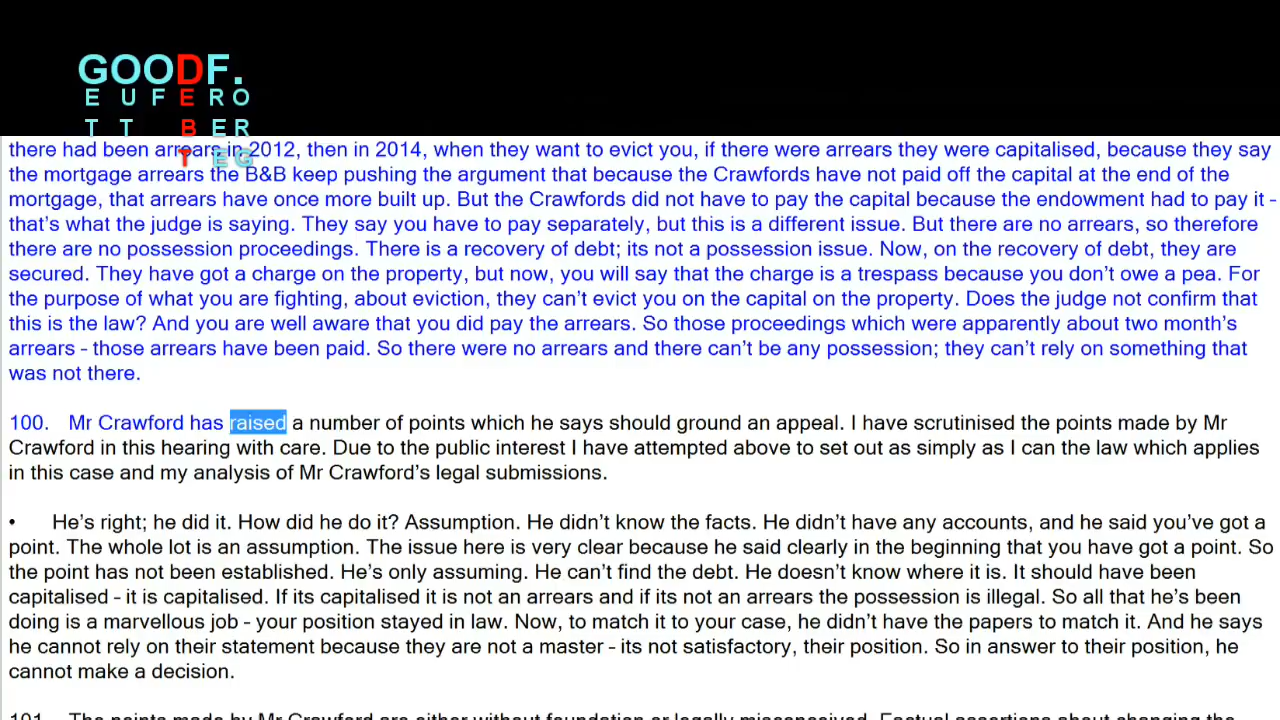 GOODF.
E U F E R O
T T B E R
T E G
there had been arrears in 2012, then in 2014, when they want to evict you, if there were arrears they were capitalised, because they say
the mortgage arrears the B&B keep pushing the argument that because the Crawfords have not paid off the capital at the end of the
mortgage, that arrears have once more built up. But the Crawfords did not have to pay the capital because the endowment had to pay it -
that's what the judge is saying. They say you have to pay separately, but this is a different issue. But there are no arrears, so therefore
there are no possession proceedings. There is a recovery of debt; its not a possession issue. Now, on the recovery of debt, they are
secured. They have got a charge on the property, but now, you will say that the charge is a trespass because you don't owe a pea. For
the purpose of what you are fighting, about eviction, they can't evict you on the capital on the property. Does the judge not confirm that
this is the law? And you are well aware that you did pay the arrears. So those proceedings which were apparently about two month's
arrears - those arrears have been paid. So there were no arrears and there can't be any possession; they can't rely on something that
was not there.
100. Mr Crawford has raised a number of points which he says should ground an appeal. I have scrutinised the points made by Mr
Crawford in this hearing with care. Due to the public interest I have attempted above to set out as simply as I can the law which applies
in this case and my analysis of Mr Crawford's legal submissions.
• He's right; he did it. How did he do it? Assumption. He didn't know the facts. He didn't have any accounts, and he said you've got a
point. The whole lot is an assumption. The issue here is very clear because he said clearly in the beginning that you have got a point. So
the point has not been established. He's only assuming. He can't find the debt. He doesn't know where it is. It should have been
capitalised - it is capitalised. If its capitalised it is not an arrears and if its not an arrears the possession is illegal. So all that he's been
doing is a marvellous job - your position stayed in law. Now, to match it to your case, he didn't have the papers to match it. And he says
he cannot rely on their statement because they are not a master - its not satisfactory, their position. So in answer to their position, he
cannot make a decision.
101. The points made by Mr Crawford are either without foundation or legally misconceived. Factual assertions about changing the